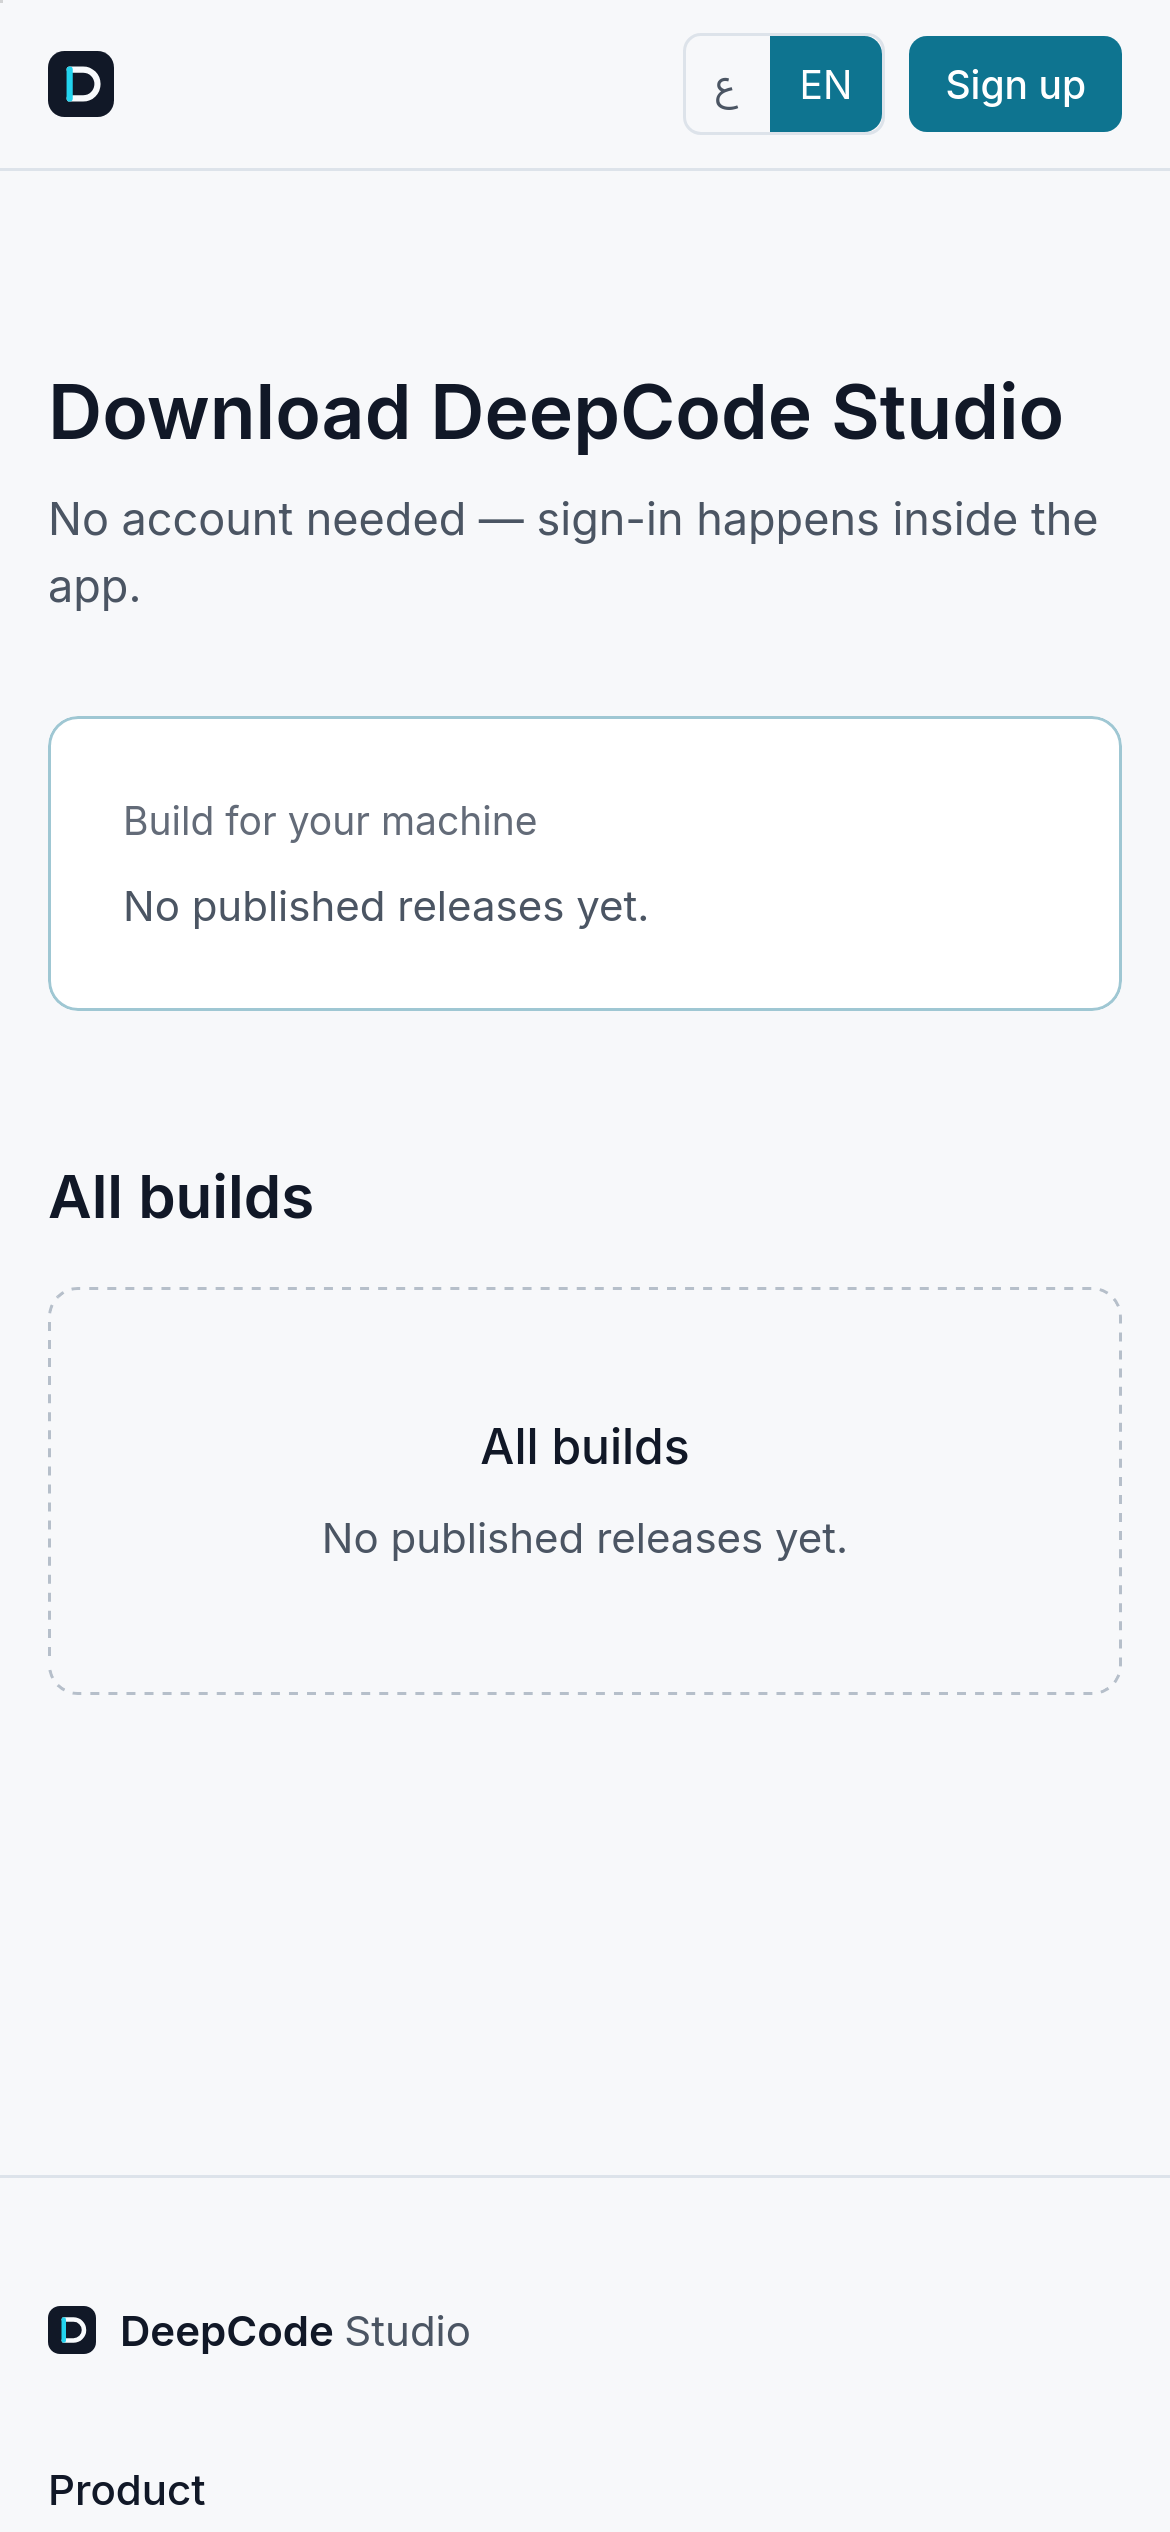 D
ع EN Sign up
Download DeepCode Studio
No account needed — sign-in happens inside the
app.
Build for your machine
No published releases yet.
All builds
All builds
No published releases yet.
D DeepCode Studio
Product